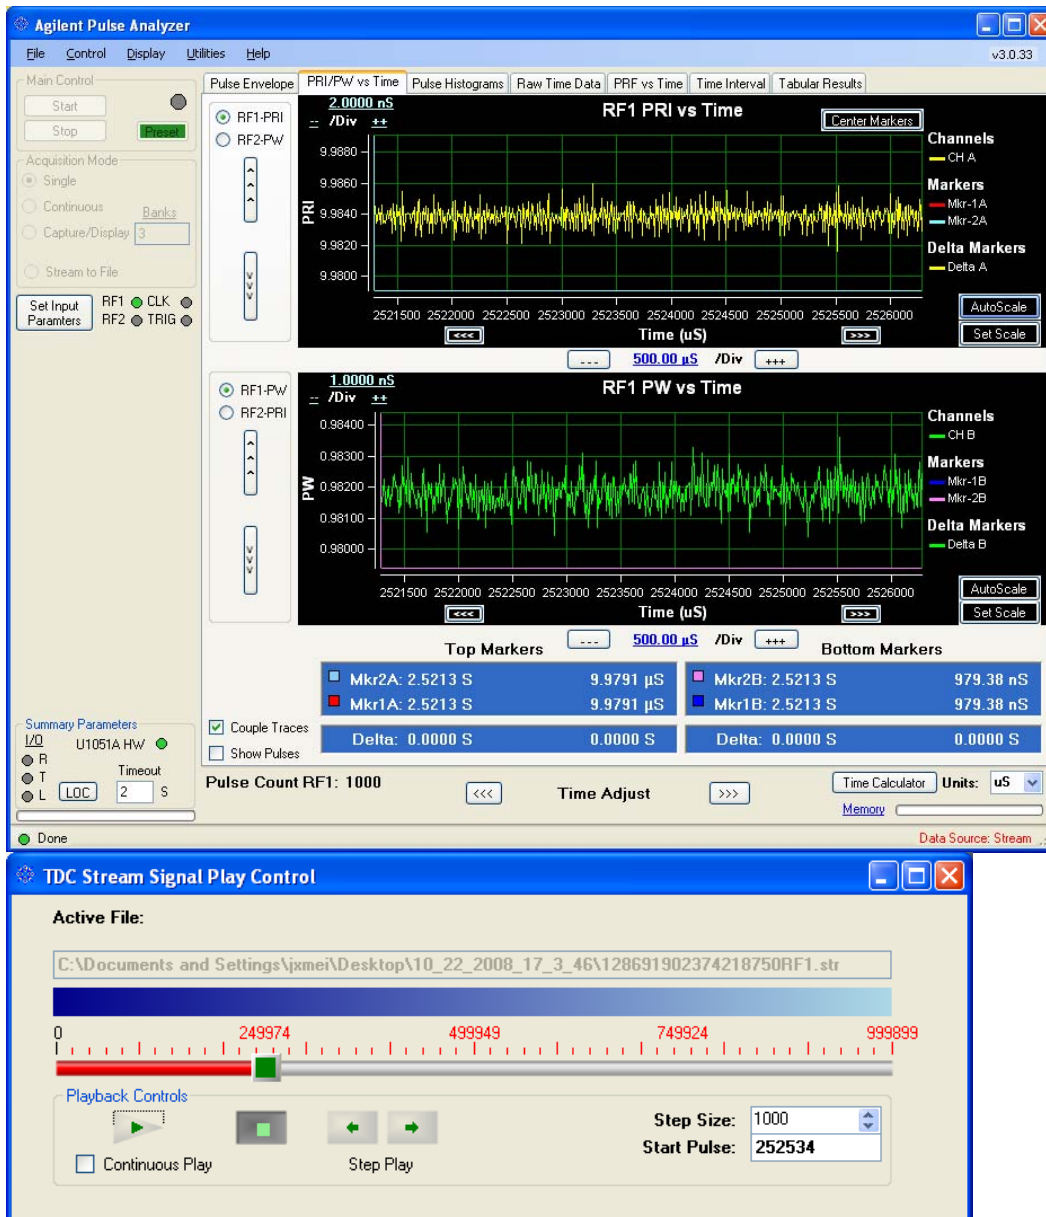 Agilent Pulse Analyzer
File Control Display Utilities Help v3.0.33
Main Control
Start
Stop Preset
Acquisition Mode
Single
Continuous Banks
Capture/Display 3
Stream to File
Set Input Paramters
RF1 CLK
RF2 TRIG
Pulse Envelope PRI/PW vs Time Pulse Histograms Raw Time Data PRF vs Time Time Interval Tabular Results
RF1-PRI
RF2-PW
^ ^ ^
v v v
2.0000 nS
-- /Div ++
RF1 PRI vs Time
Center Markers
PRI
9.9880
9.9860
9.9840
9.9820
9.9800
2521500 2522000 2522500 2523000 2523500 2524000 2524500 2525000 2525500 2526000
<<< Time (uS) >>>
Channels
CH A
Markers
Mkr-1A
Mkr-2A
Delta Markers
Delta A
AutoScale
Set Scale
--- 500.00 µS /Div +++
RF1-PW
RF2-PRI
^ ^ ^
v v v
1.0000 nS
-- /Div ++
RF1 PW vs Time
PW
0.98400
0.98300
0.98200
0.98100
0.98000
2521500 2522000 2522500 2523000 2523500 2524000 2524500 2525000 2525500 2526000
<<< Time (uS) >>>
Channels
CH B
Markers
Mkr-1B
Mkr-2B
Delta Markers
Delta B
AutoScale
Set Scale
--- 500.00 µS /Div +++
Top Markers Bottom Markers
Mkr2A: 2.5213 S 9.9791 µS Mkr2B: 2.5213 S 979.38 nS
Mkr1A: 2.5213 S 9.9791 µS Mkr1B: 2.5213 S 979.38 nS
Delta: 0.0000 S 0.0000 S Delta: 0.0000 S 0.0000 S
Couple Traces
Show Pulses
Summary Parameters
I/O U1051A HW
R
T
L
LOC
Timeout
2 S
Pulse Count RF1: 1000
<<< Time Adjust >>>
Time Calculator Units: uS
Memory
Done Data Source: Stream
TDC Stream Signal Play Control
Active File:
C:\Documents and Settings\jxmei\Desktop\10_22_2008_17_3_46\128691902374218750RF1.str
0 249974 499949 749924 999899
Playback Controls
Continuous Play
Step Play
Step Size: 1000
Start Pulse: 252534